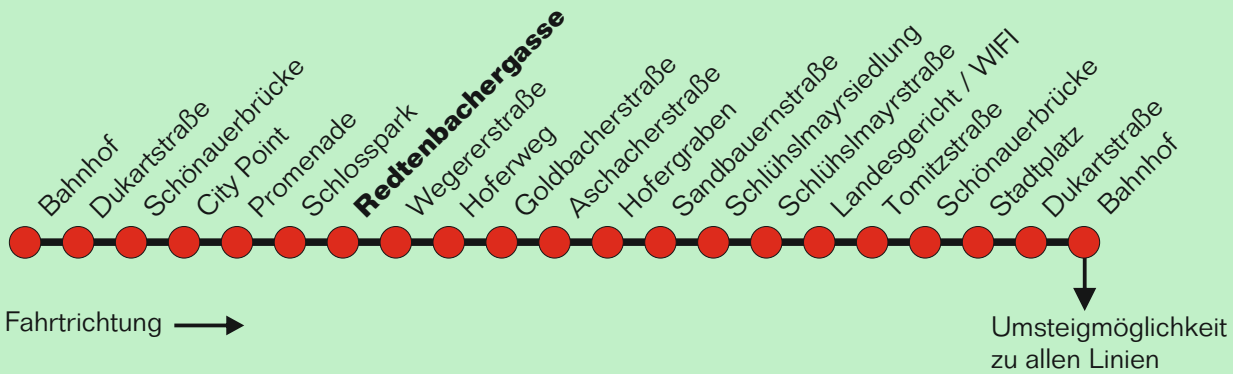 Bahnhof
Dukartstraße
Schönauerbrücke
City Point
Promenade
Schlosspark
Redtenbachergasse
Wegererstraße
Hoferweg
Goldbacherstraße
Aschacherstraße
Hofergraben
Sandbauernstraße
Schlühslmayrsiedlung
Schlühslmayrstraße
Landesgericht / WIFI
Tomitzstraße
Schönauerbrücke
Stadtplatz
Dukartstraße
Bahnhof
Fahrtrichtung
Umsteigmöglichkeit
zu allen Linien